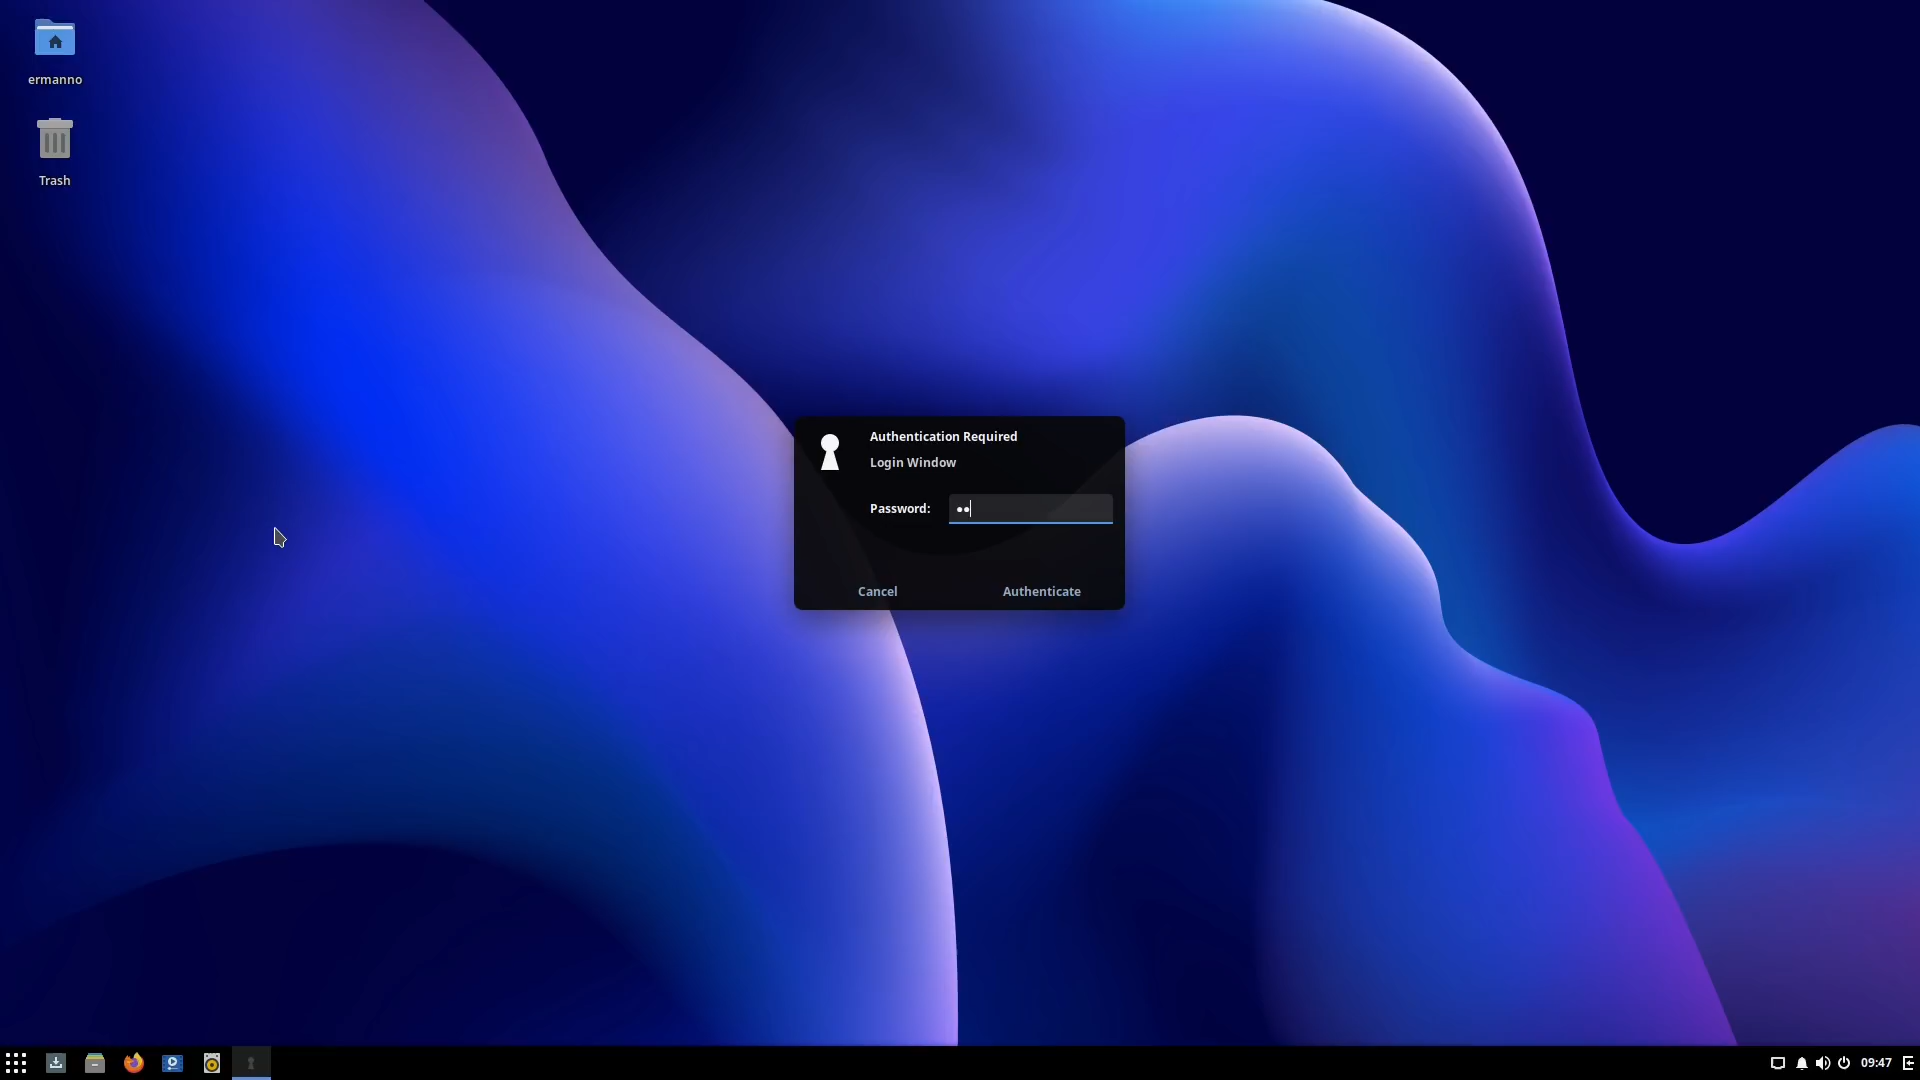 ermanno
Trash
Authentication Required
Login Window
Password: ••
Cancel Authenticate
09:47